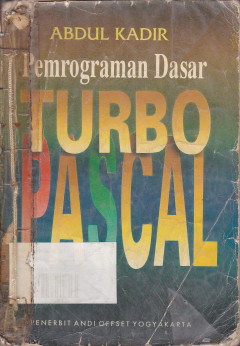 ABDUL KADIR
Pemrograman Dasar
TURBO
PASCAL
PENERBIT ANDI OFFSET YOGYAKARTA